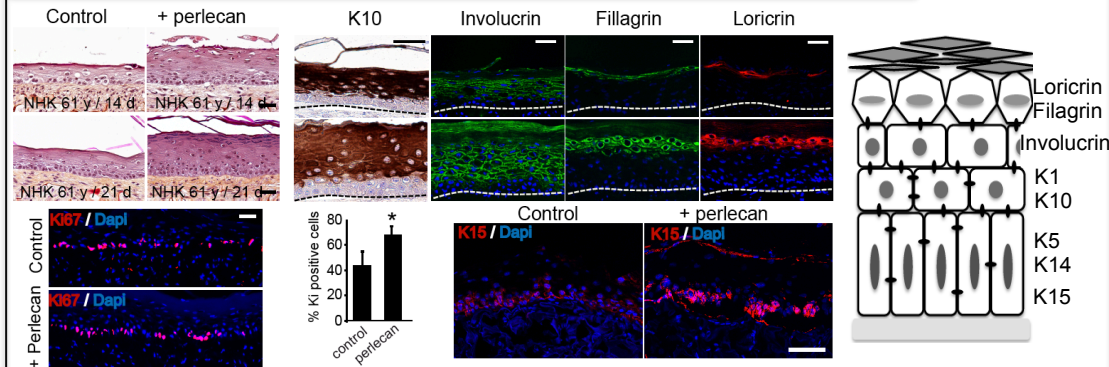 Control + perlecan K10 Involucrin Fillagrin Loricrin
NHK 61 y / 14 d NHK 61 y / 14 d
NHK 61 y / 21 d NHK 61 y / 21 d
Loricrin
Filagrin
Involucrin
K1
K10
K5
K14
K15
Control
Ki67 / Dapi
+ Perlecan
Ki67 / Dapi
% Ki positive cells
80
60
40
20
0
*
control
perlecan
Control + perlecan
K15 / Dapi K15 / Dapi